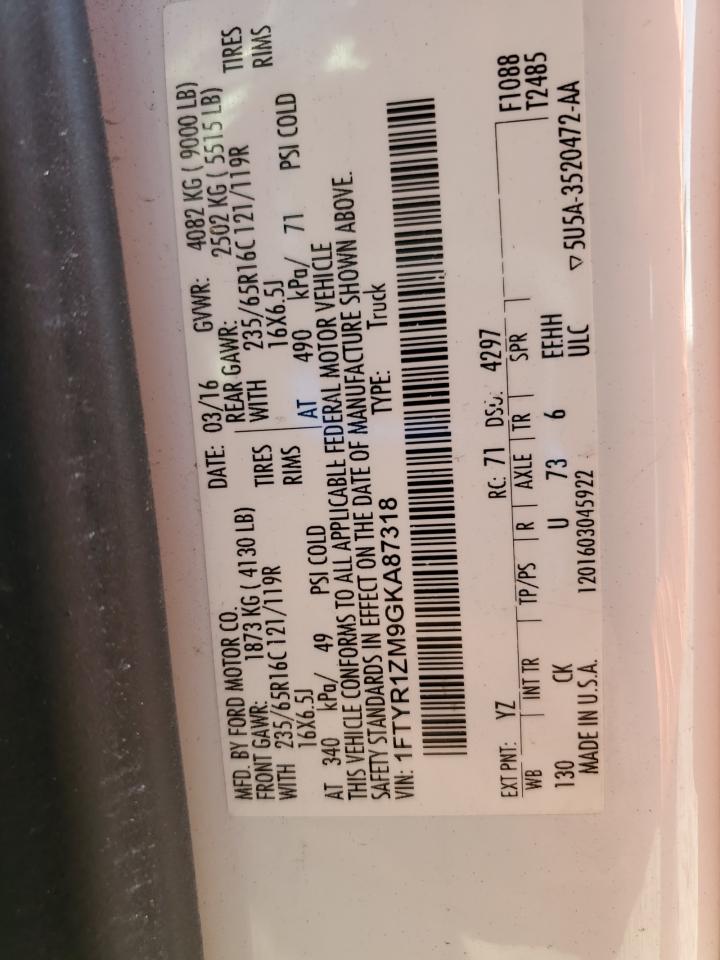 MFD. BY FORD MOTOR CO.
DATE: 03/16 GVWR: 4082 KG ( 9000 LB)
FRONT GAWR: 1873 KG ( 4130 LB)
REAR GAWR: 2502 KG ( 5515 LB)
WITH 235/65R16C 121/119R TIRES
WITH 235/65R16C 121/119R TIRES
16X6.5J RIMS
16X6.5J RIMS
AT 340 kPa/ 49 PSI COLD
AT 490 kPa/ 71 PSI COLD
THIS VEHICLE CONFORMS TO ALL APPLICABLE FEDERAL MOTOR VEHICLE
SAFETY STANDARDS IN EFFECT ON THE DATE OF MANUFACTURE SHOWN ABOVE.
VIN: 1FTYR1ZM9GKA87318 TYPE: Truck
EXT PNT: YZ RC: 71 DSO: 4297
F1088
T2485
WB INT TR TP/PS R AXLE TR SPR
130 CK U 73 6 EEHH
ULC
MADE IN U.S.A. 1201603045922
▽5U5A-3520472-AA